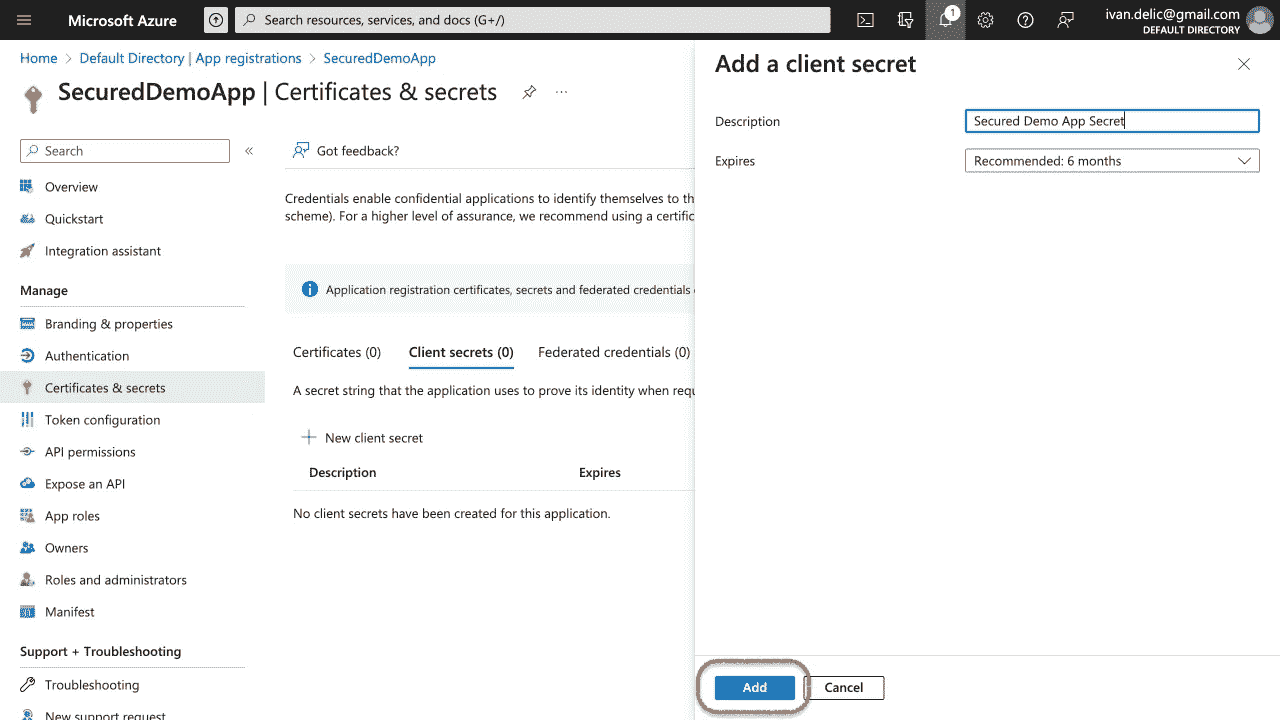 Microsoft Azure
Search resources, services, and docs (G+/)
1
ivan.delic@gmail.com
DEFAULT DIRECTORY
Home > Default Directory | App registrations > SecuredDemoApp
SecuredDemoApp | Certificates & secrets
Search
Overview
Quickstart
Integration assistant
Manage
Branding & properties
Authentication
Certificates & secrets
Token configuration
API permissions
Expose an API
App roles
Owners
Roles and administrators
Manifest
Support + Troubleshooting
Troubleshooting
New support request
Got feedback?
Credentials enable confidential applications to identify themselves to th
scheme). For a higher level of assurance, we recommend using a certific
Application registration certificates, secrets and federated credentials
Certificates (0) Client secrets (0) Federated credentials (0)
A secret string that the application uses to prove its identity when requ
New client secret
Description Expires
No client secrets have been created for this application.
Add a client secret
Description Secured Demo App Secret
Expires Recommended: 6 months
Add Cancel